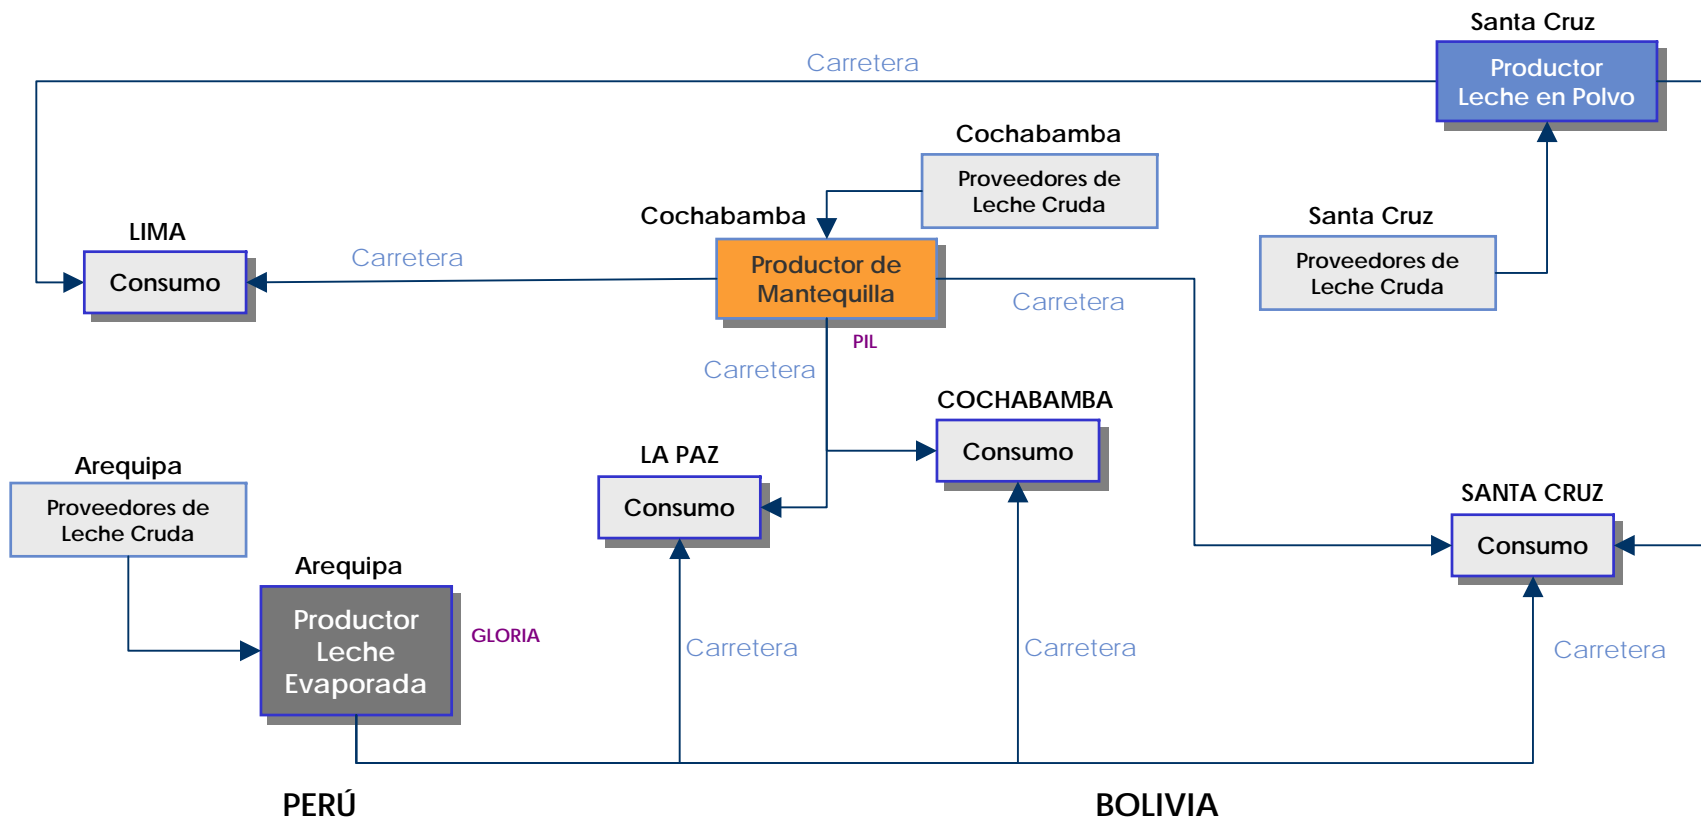 Santa Cruz
Productor
Leche en Polvo
Carretera
Cochabamba
Proveedores de
Leche Cruda
Cochabamba
Santa Cruz
Proveedores de
Leche Cruda
LIMA
Consumo
Carretera
Productor de
Mantequilla
Carretera
PIL
Carretera
COCHABAMBA
Consumo
LA PAZ
Consumo
Arequipa
Proveedores de
Leche Cruda
SANTA CRUZ
Consumo
Arequipa
Productor
Leche
Evaporada
GLORIA
Carretera
Carretera
Carretera
PERÚ
BOLIVIA